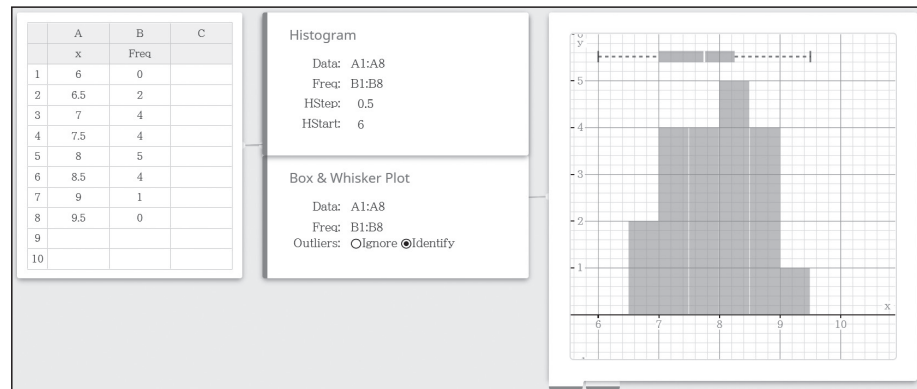 A B C
x Freq
1 6 0
2 6.5 2
3 7 4
4 7.5 4
5 8 5
6 8.5 4
7 9 1
8 9.5 0
9
10
Histogram
Data: A1:A8
Freq: B1:B8
HStep: 0.5
HStart: 6
Box & Whisker Plot
Data: A1:A8
Freq: B1:B8
Outliers: Ignore Identify
y
5
4
3
2
1
x
6 7 8 9 10